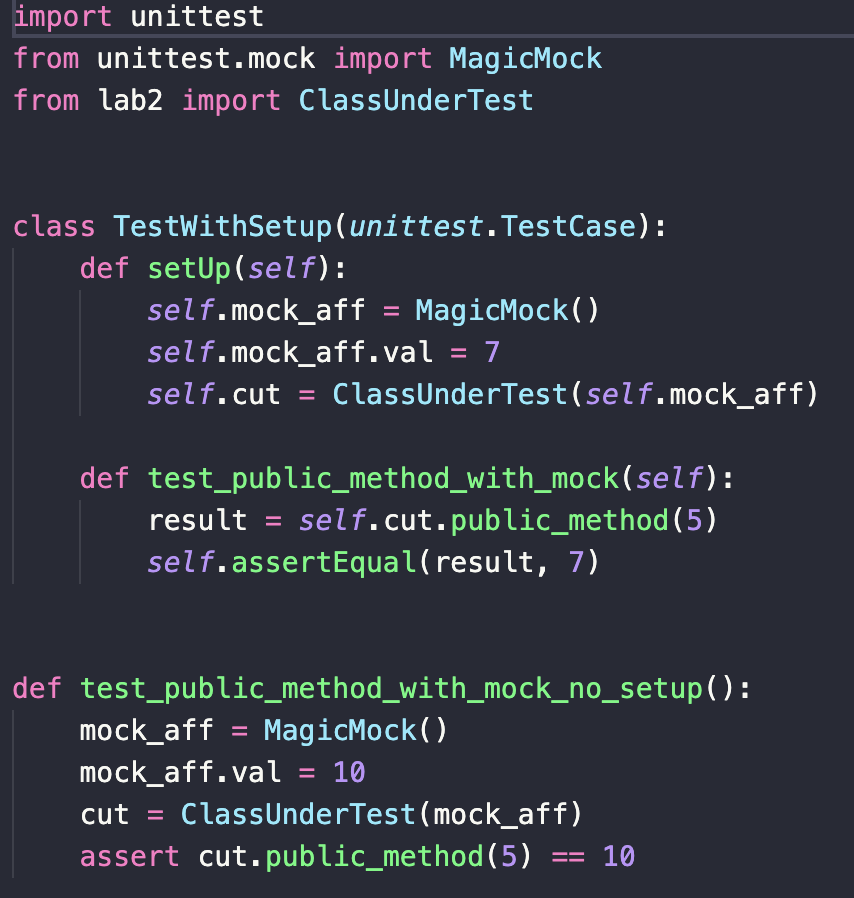 import unittest
from unittest.mock import MagicMock
from lab2 import ClassUnderTest
class TestWithSetup(unittest.TestCase):
    def setUp(self):
        self.mock_aff = MagicMock()
        self.mock_aff.val = 7
        self.cut = ClassUnderTest(self.mock_aff)
    def test_public_method_with_mock(self):
        result = self.cut.public_method(5)
        self.assertEqual(result, 7)
def test_public_method_with_mock_no_setup():
    mock_aff = MagicMock()
    mock_aff.val = 10
    cut = ClassUnderTest(mock_aff)
    assert cut.public_method(5) == 10